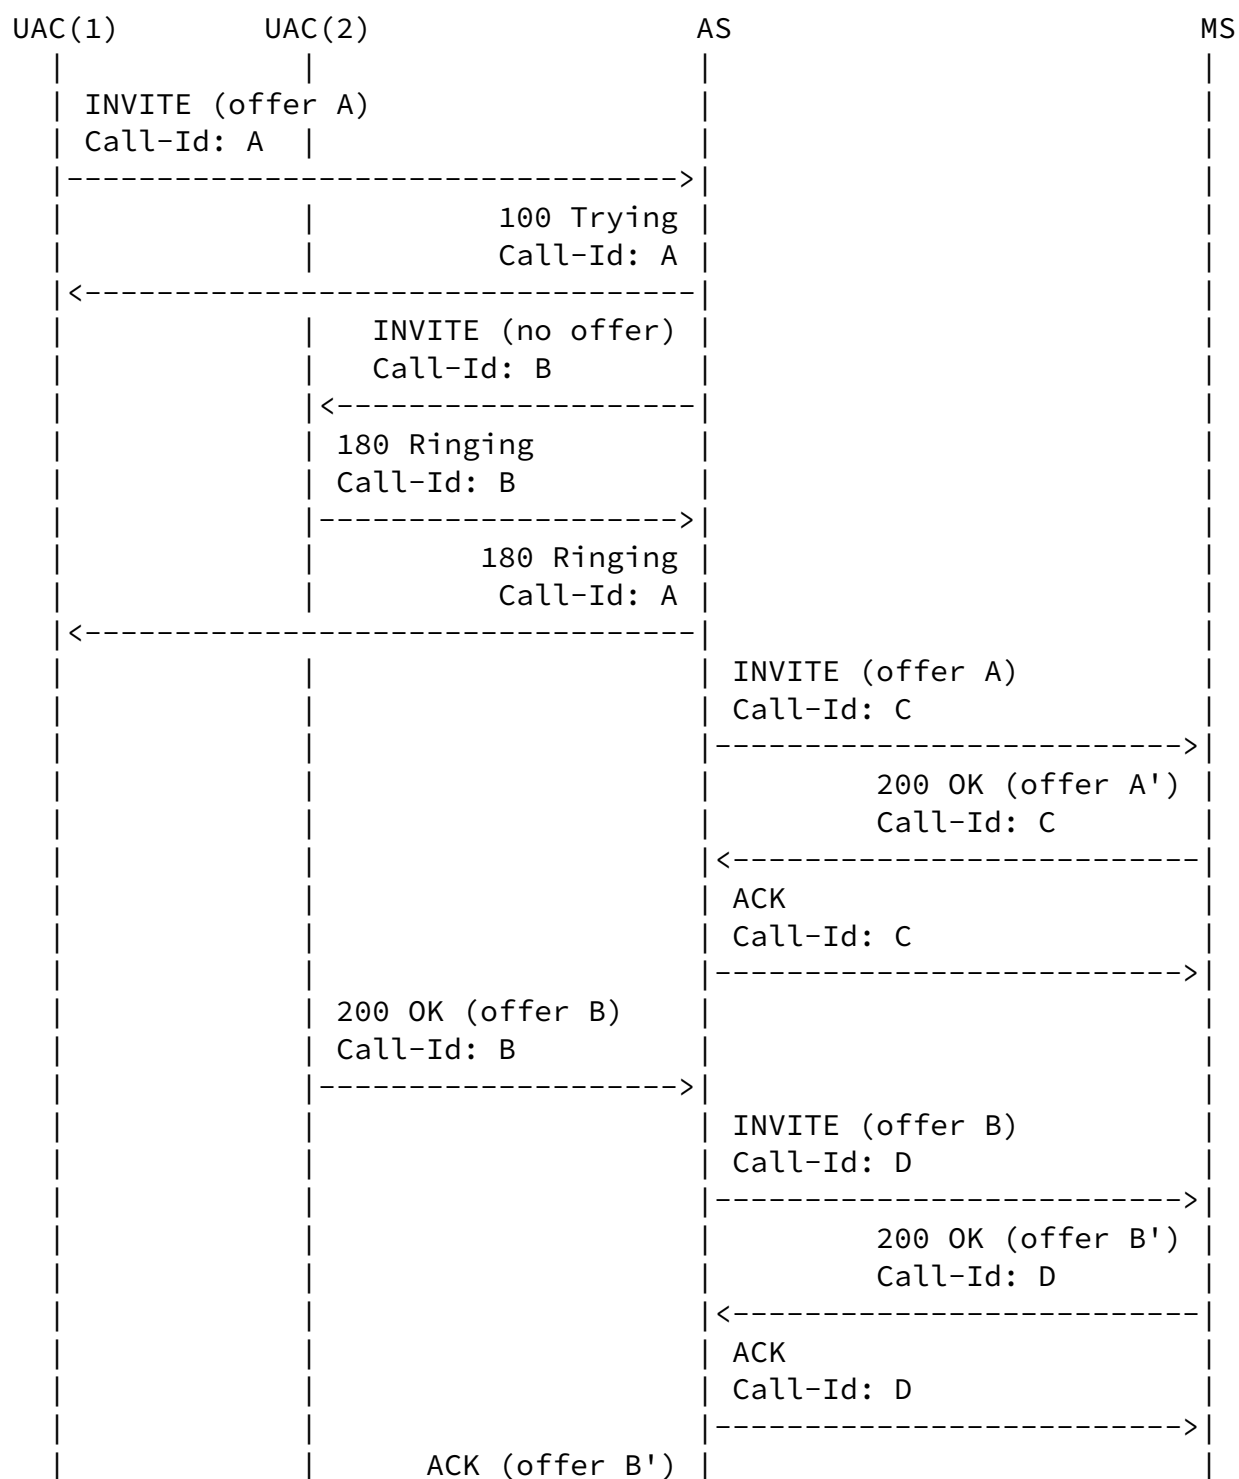 UAC(1) UAC(2) AS MS
INVITE (offer A)
Call-Id: A
100 Trying
Call-Id: A
INVITE (no offer)
Call-Id: B
180 Ringing
Call-Id: B
180 Ringing
Call-Id: A
INVITE (offer A)
Call-Id: C
200 OK (offer A')
Call-Id: C
ACK
Call-Id: C
200 OK (offer B)
Call-Id: B
INVITE (offer B)
Call-Id: D
200 OK (offer B')
Call-Id: D
ACK
Call-Id: D
ACK (offer B')